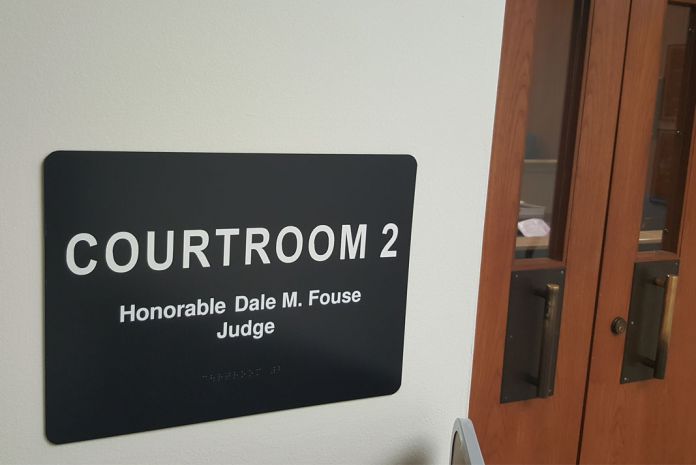 COURTROOM 2
Honorable Dale M. Fouse
Judge